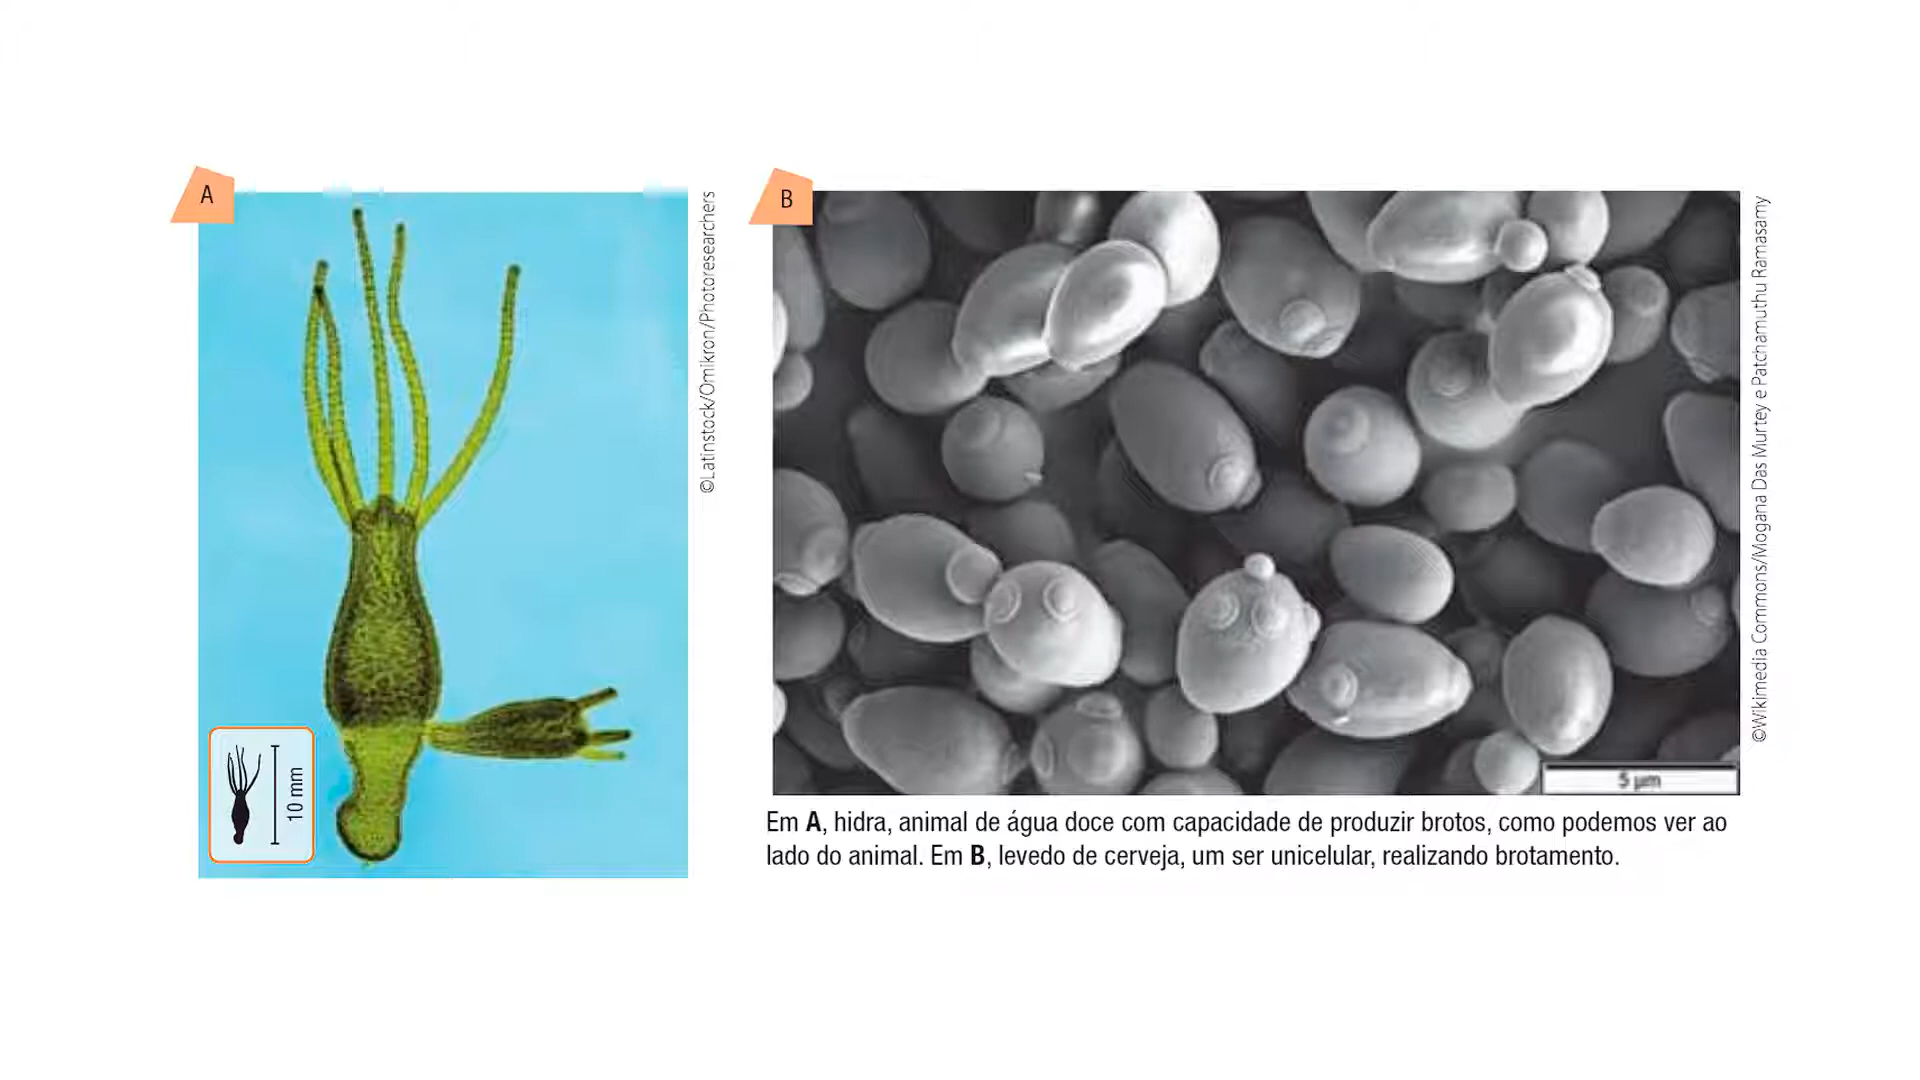 A
©Latinstock/Omikron/Photoresearchers
10 mm
B
©Wikimedia Commons/Mogana Das Murtey e Patchamuthu Ramasamy
5 µm
Em A, hidra, animal de água doce com capacidade de produzir brotos, como podemos ver ao
lado do animal. Em B, levedo de cerveja, um ser unicelular, realizando brotamento.